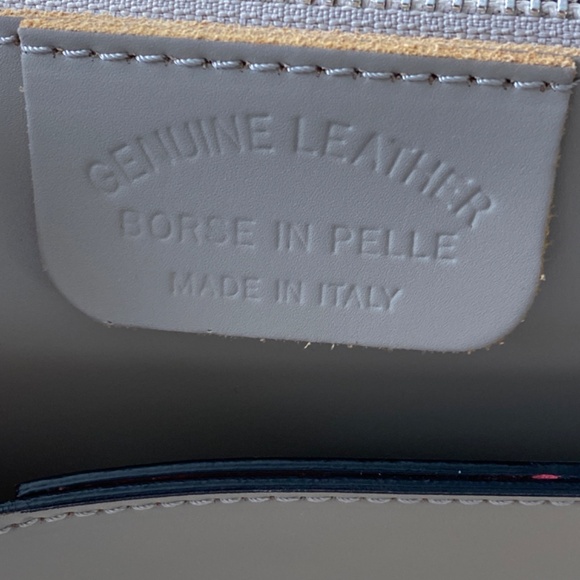 GENUINE LEATHER
BORSE IN PELLE
MADE IN ITALY